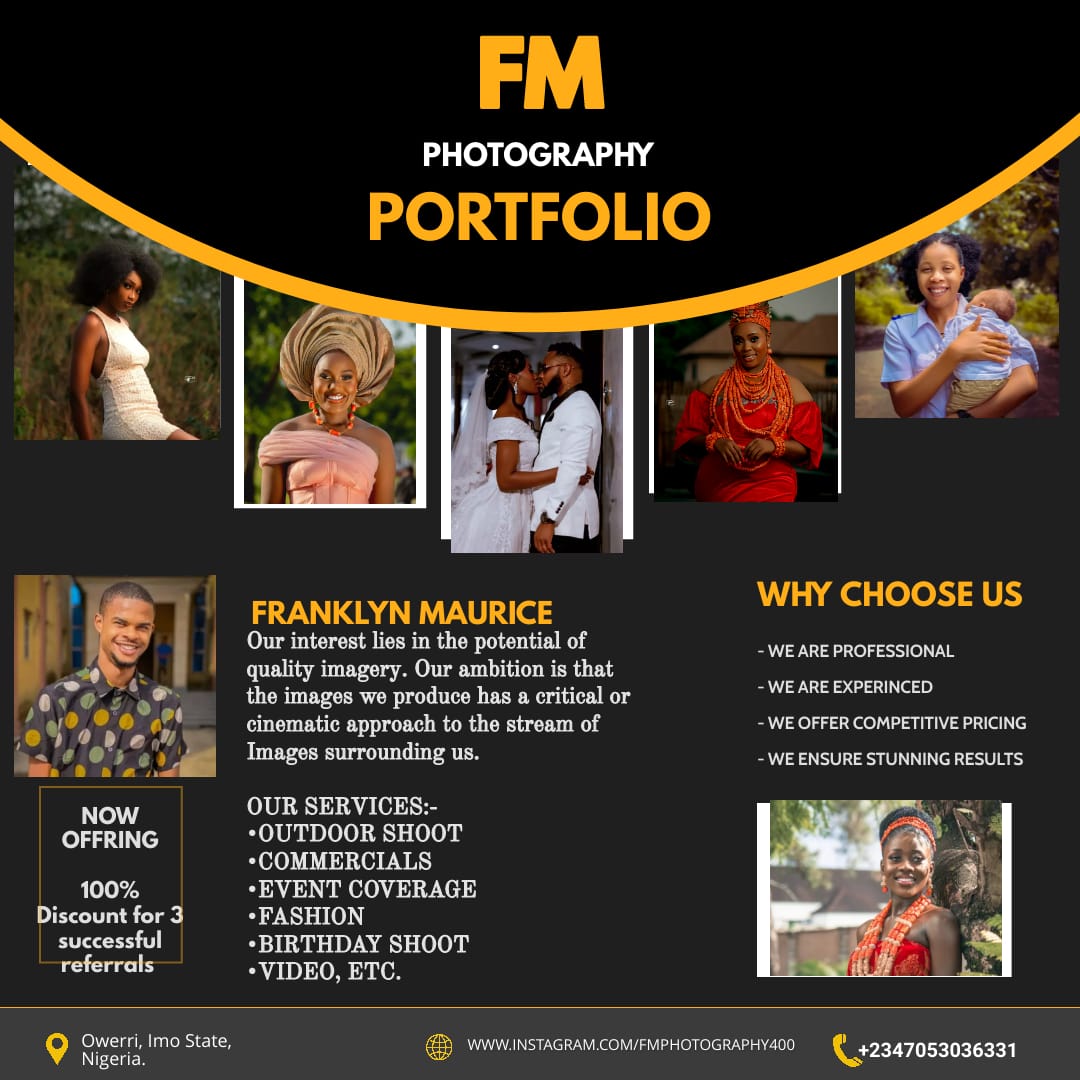 FM
PHOTOGRAPHY
PORTFOLIO
FRANKLYN MAURICE
Our interest lies in the potential of
quality imagery. Our ambition is that
the images we produce has a critical or
cinematic approach to the stream of
Images surrounding us.
OUR SERVICES:-
•OUTDOOR SHOOT
•COMMERCIALS
•EVENT COVERAGE
•FASHION
•BIRTHDAY SHOOT
•VIDEO, ETC.
WHY CHOOSE US
- WE ARE PROFESSIONAL
- WE ARE EXPERINCED
- WE OFFER COMPETITIVE PRICING
- WE ENSURE STUNNING RESULTS
NOW
OFFRING
100%
Discount for 3
successful
referrals
Owerri, Imo State,
Nigeria.
WWW.INSTAGRAM.COM/FMPHOTOGRAPHY400
+2347053036331